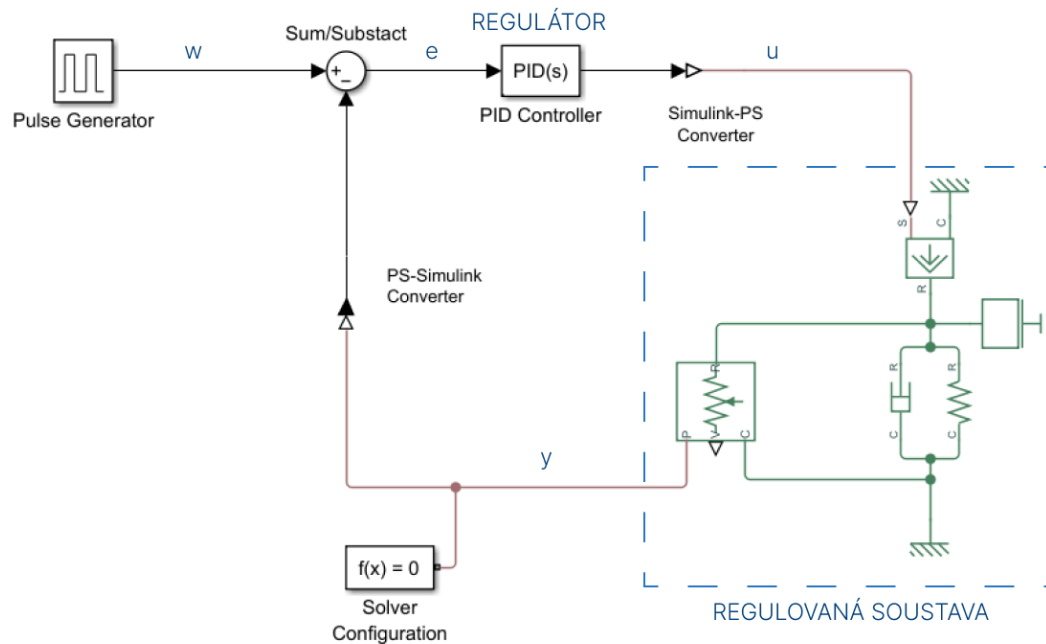 REGULÁTOR
w
Sum/Substact
e
u
+
−
PID(s)
Pulse Generator
PID Controller
Simulink-PS
Converter
S
C
R
PS-Simulink
Converter
R
P
V
C
R
R
C
C
y
f(x) = 0
Solver
Configuration
REGULOVANÁ SOUSTAVA